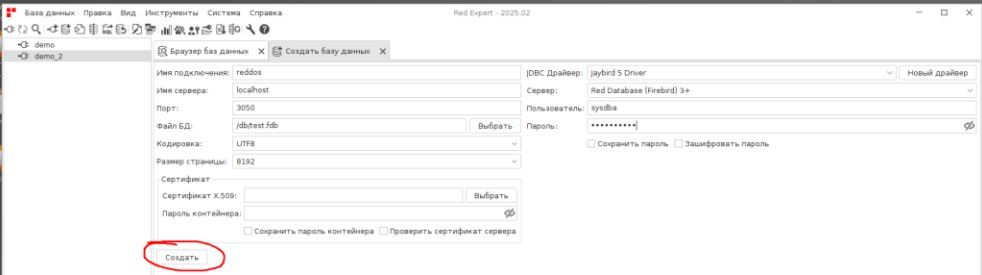 Red Expert - 2025.02
База данных Правка Вид Инструменты Система Справка
demo
demo_2
Браузер баз данных
Создать базу данных
Имя подключения: reddos
JDBC Драйвер: Jaybird 5 Driver Новый драйвер
Имя сервера: localhost
Сервер: Red Database (Firebird) 3+
Порт: 3050
Пользователь: sysdba
Файл БД: /db/test.fdb Выбрать
Пароль: ••••••••••
Кодировка: UTF8
Сохранить пароль Зашифровать пароль
Размер страницы: 8192
Сертификат
Сертификат X.509: Выбрать
Пароль контейнера:
Сохранить пароль контейнера Проверить сертификат сервера
Создать